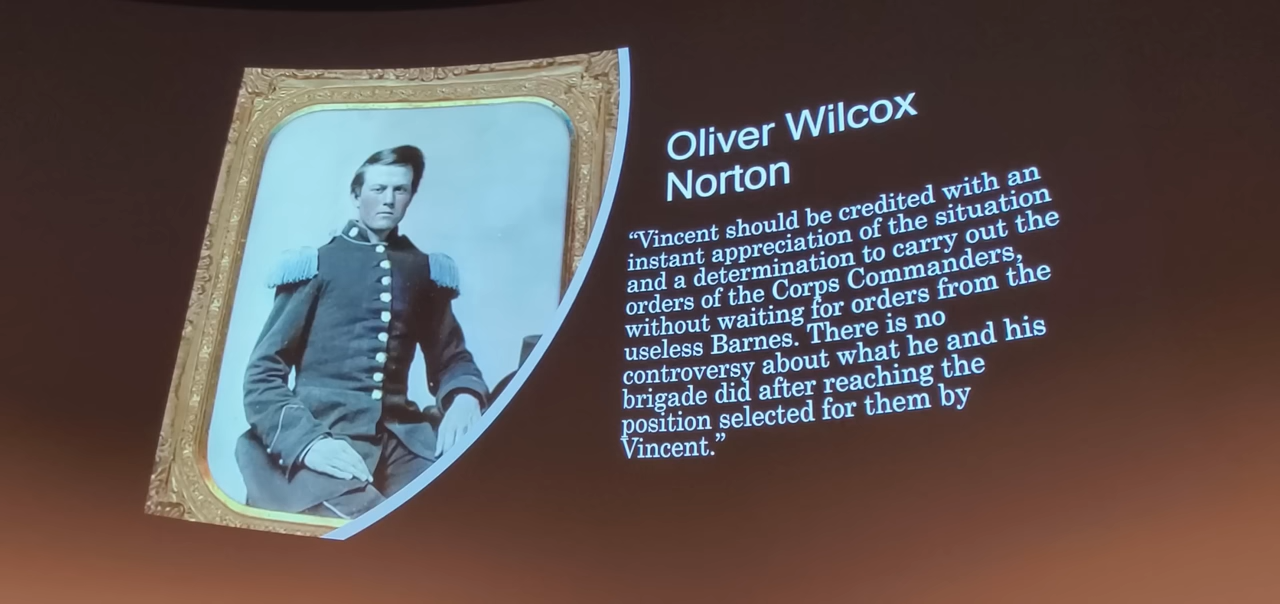 Oliver Wilcox
Norton
“Vincent should be credited with an
instant appreciation of the situation
and a determination to carry out the
orders of the Corps Commanders,
without waiting for orders from the
useless Barnes. There is no
controversy about what he and his
brigade did after reaching the
position selected for them by
Vincent.”